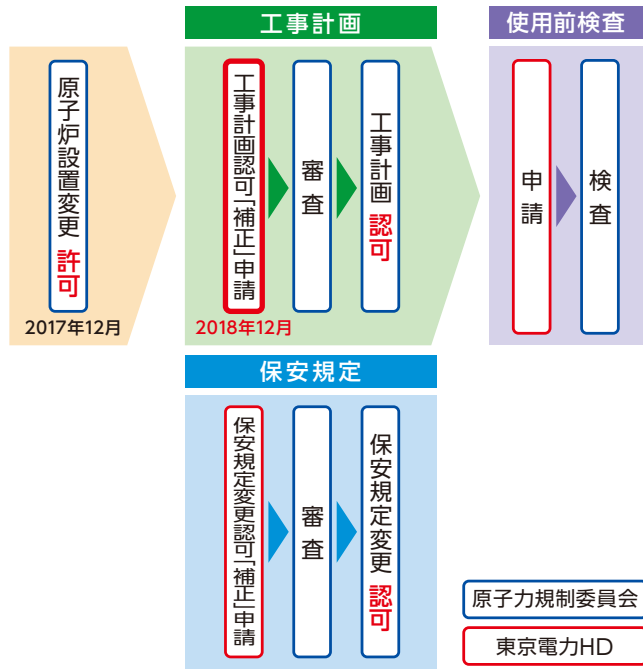 原子炉設置変更 許可
2017年12月
工事計画
工事計画認可「補正」申請
審査
工事計画 認可
2018年12月
使用前検査
申請
検査
保安規定
保安規定変更認可「補正」申請
審査
保安規定変更 認可
原子力規制委員会
東京電力HD